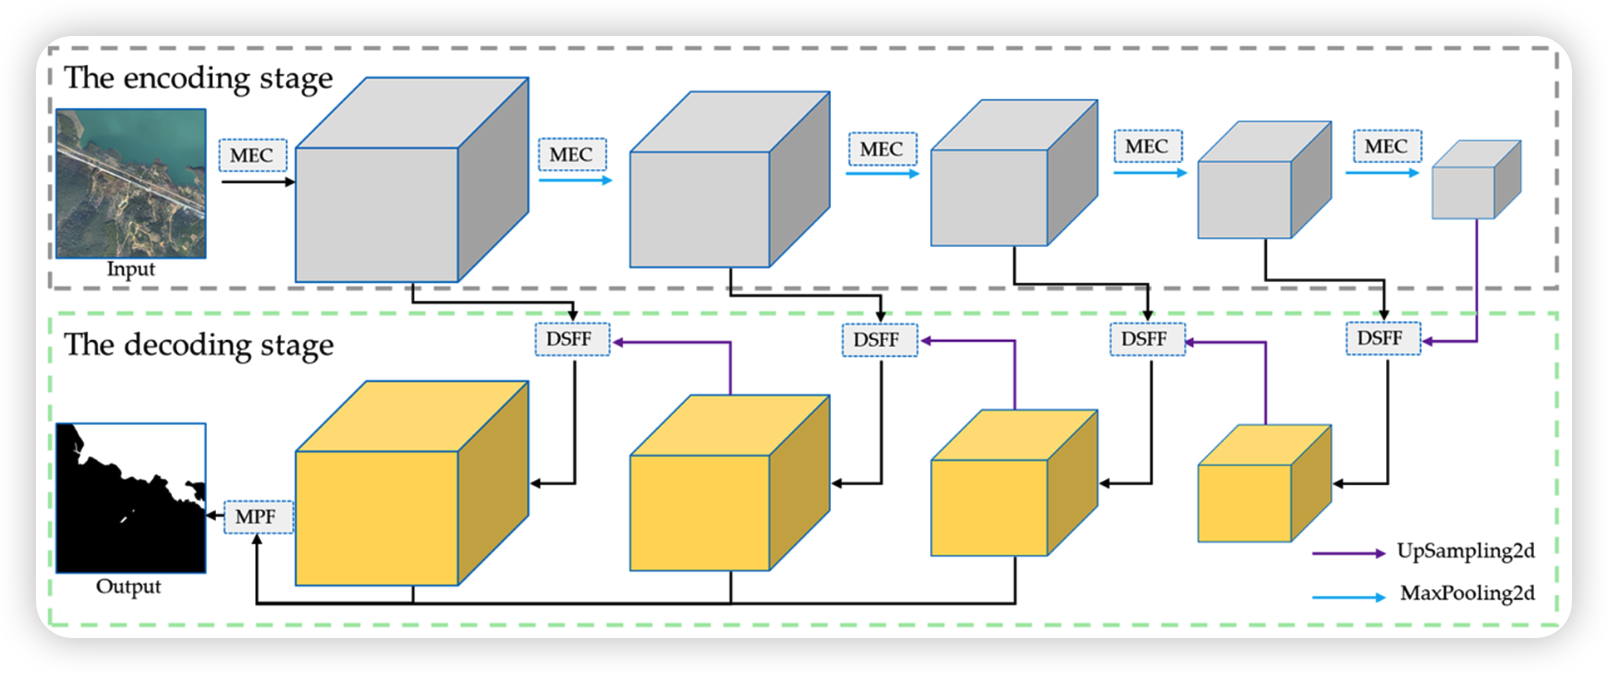 The encoding stage
MEC
MEC
MEC
MEC
MEC
Input
The decoding stage
DSFF
DSFF
DSFF
DSFF
MPF
Output
UpSampling2d
MaxPooling2d